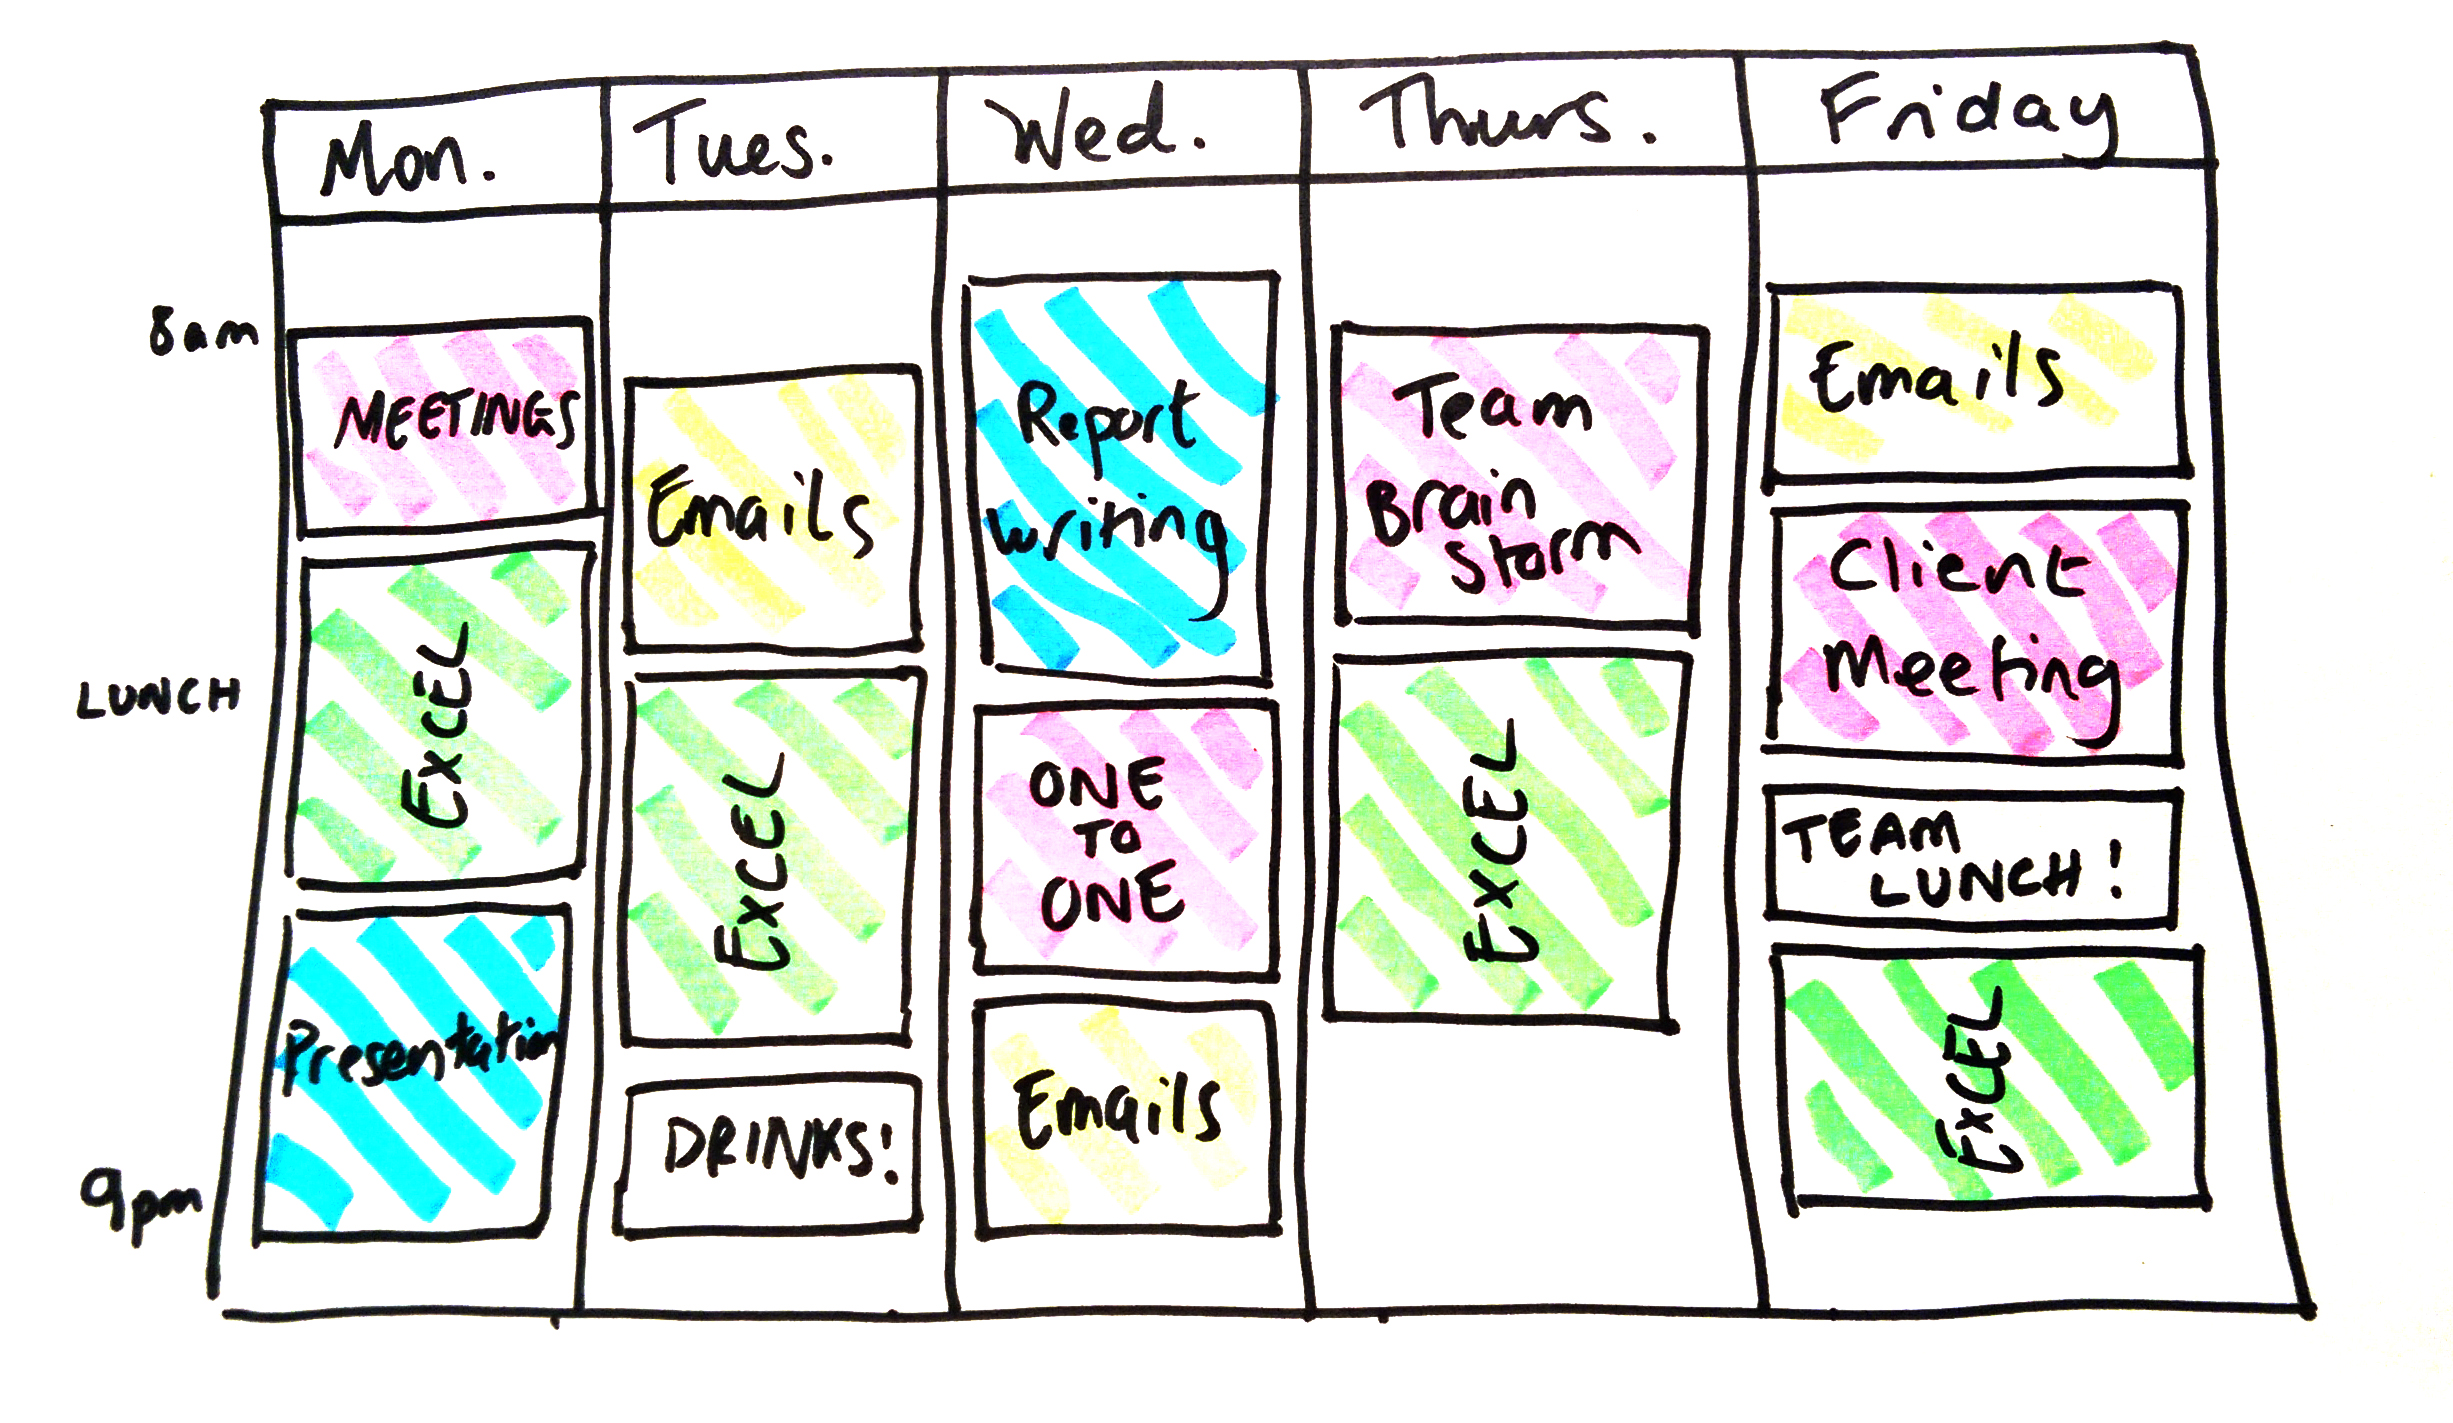 Mon.
Tues.
Wed.
Thurs.
Friday
8am
LUNCH
9pm
MEETINGS
EXCEL
Presentation
Emails
EXCEL
DRINKS!
Report
Writing
ONE
TO
ONE
Emails
Team
Brain
Storm
EXCEL
Emails
Client
Meeting
TEAM
LUNCH!
EXCEL